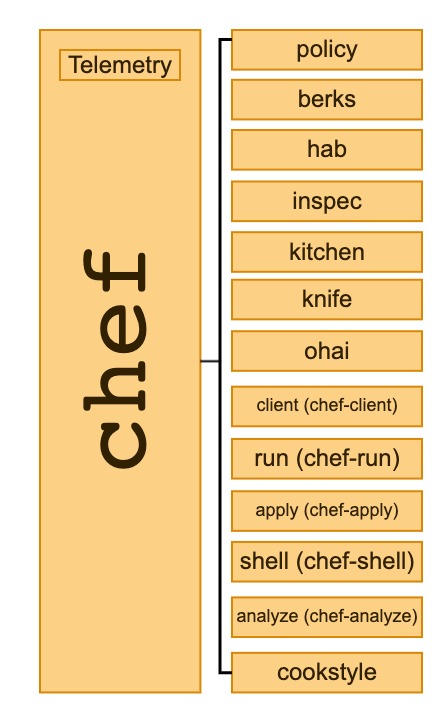 Telemetry
chef
policy
berks
hab
inspec
kitchen
knife
ohai
client (chef-client)
run (chef-run)
apply (chef-apply)
shell (chef-shell)
analyze (chef-analyze)
cookstyle